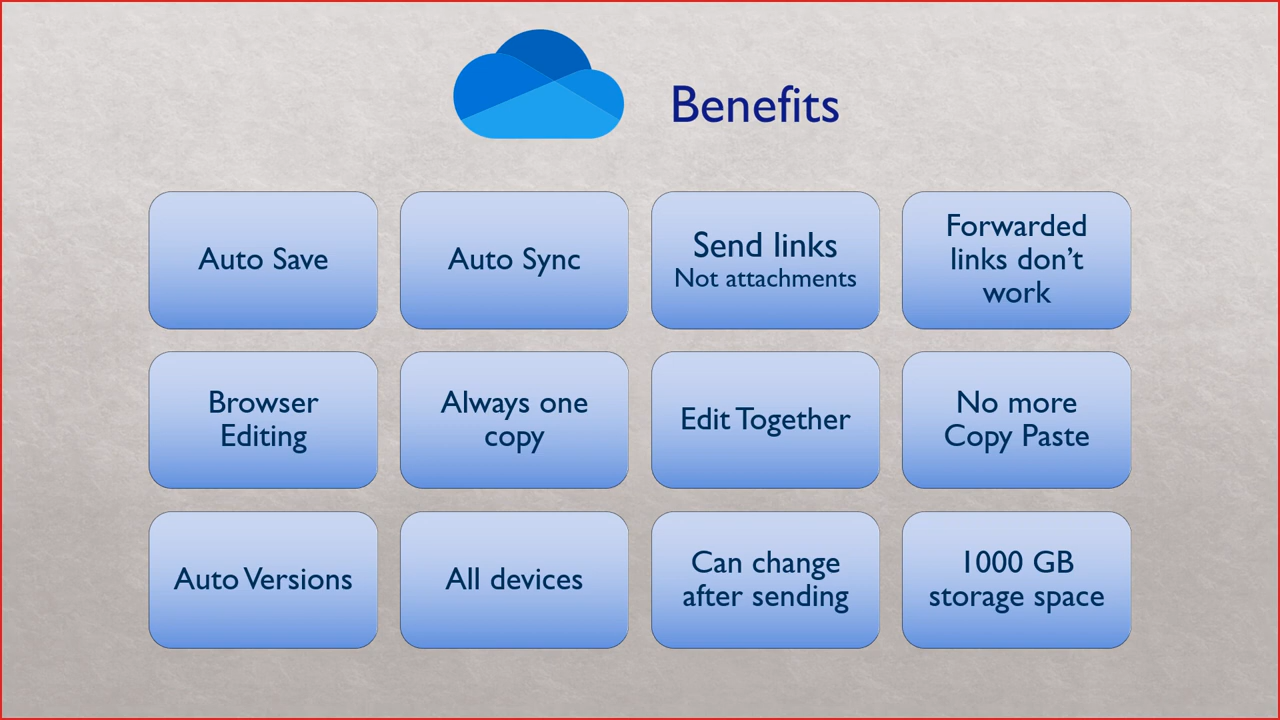 Benefits
Auto Save
Auto Sync
Send links
Not attachments
Forwarded
links don’t
work
Browser
Editing
Always one
copy
Edit Together
No more
Copy Paste
Auto Versions
All devices
Can change
after sending
1000 GB
storage space